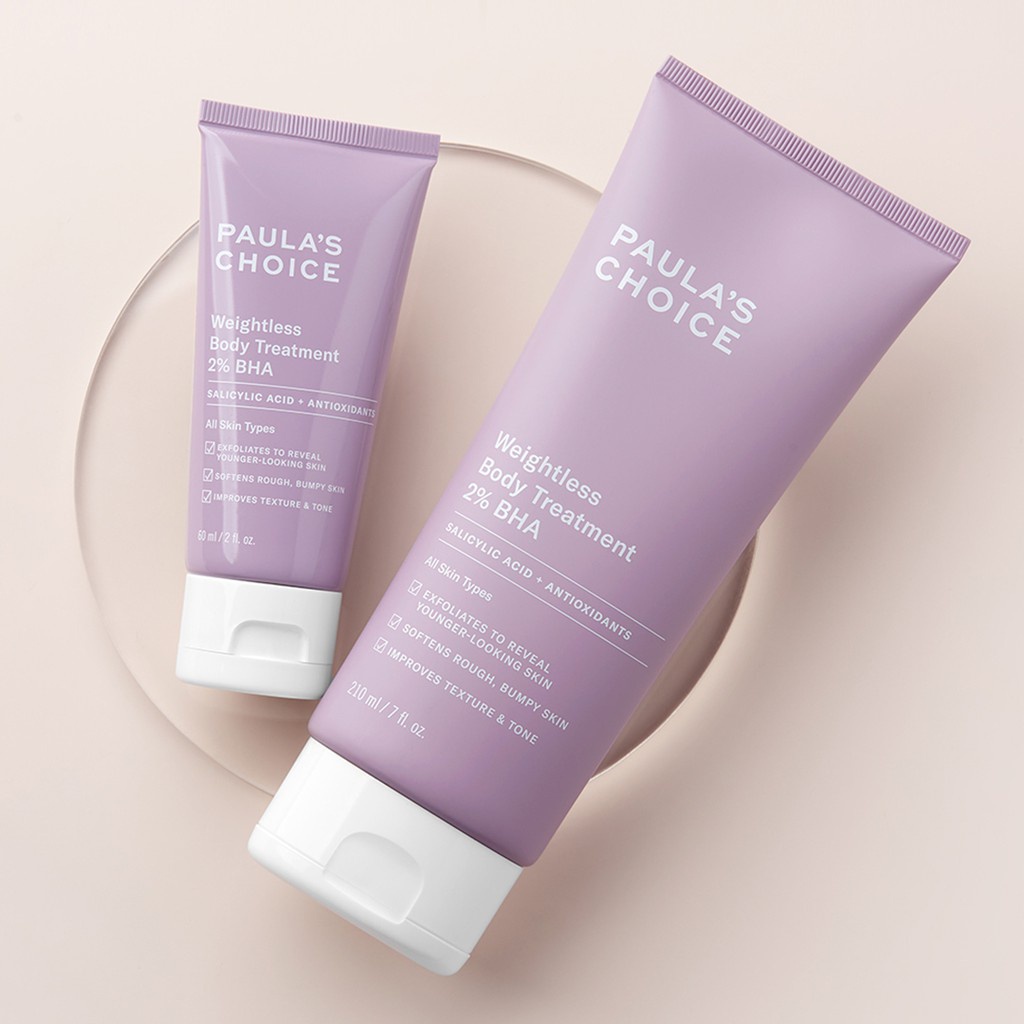 PAULA'S
CHOICE
Weightless
Body Treatment
2% BHA
SALICYLIC ACID + ANTIOXIDANTS
All Skin Types
EXFOLIATES TO REVEAL
YOUNGER-LOOKING SKIN
SOFTENS ROUGH, BUMPY SKIN
IMPROVES TEXTURE & TONE
60 ml / 2 fl. oz.
PAULA'S
CHOICE
Weightless
Body Treatment
2% BHA
SALICYLIC ACID + ANTIOXIDANTS
All Skin Types
EXFOLIATES TO REVEAL
YOUNGER-LOOKING SKIN
SOFTENS ROUGH, BUMPY SKIN
IMPROVES TEXTURE & TONE
210 ml / 7 fl. oz.